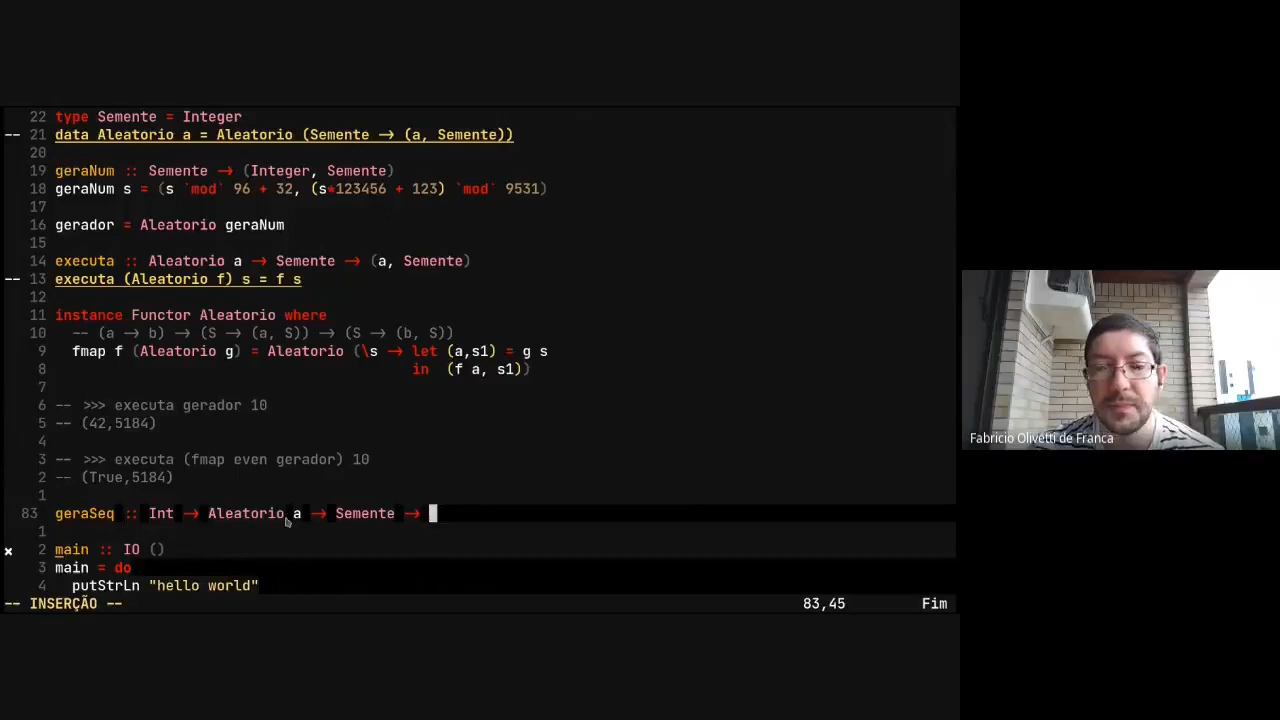 22 type Semente = Integer
-- 21 data Aleatorio a = Aleatorio (Semente → (a, Semente))
20
19 geraNum :: Semente → (Integer, Semente)
18 geraNum s = (s `mod` 96 + 32, (s*123456 + 123) `mod` 9531)
17
16 gerador = Aleatorio geraNum
15
14 executa :: Aleatorio a → Semente → (a, Semente)
-- 13 executa (Aleatorio f) s = f s
12
11 instance Functor Aleatorio where
10 -- (a → b) → (S → (a, S)) → (S → (b, S))
9 fmap f (Aleatorio g) = Aleatorio (\s → let (a,s1) = g s
8 in (f a, s1))
7
6 -- >>> executa gerador 10
5 -- (42,5184)
4
3 -- >>> executa (fmap even gerador) 10
2 -- (True,5184)
1
83 geraSeq :: Int → Aleatorio a → Semente →
1
× 2 main :: IO ()
3 main = do
4 putStrLn "hello world"
-- INSERÇÃO -- 83,45 Fim
Fabricio Olivetti de Franca